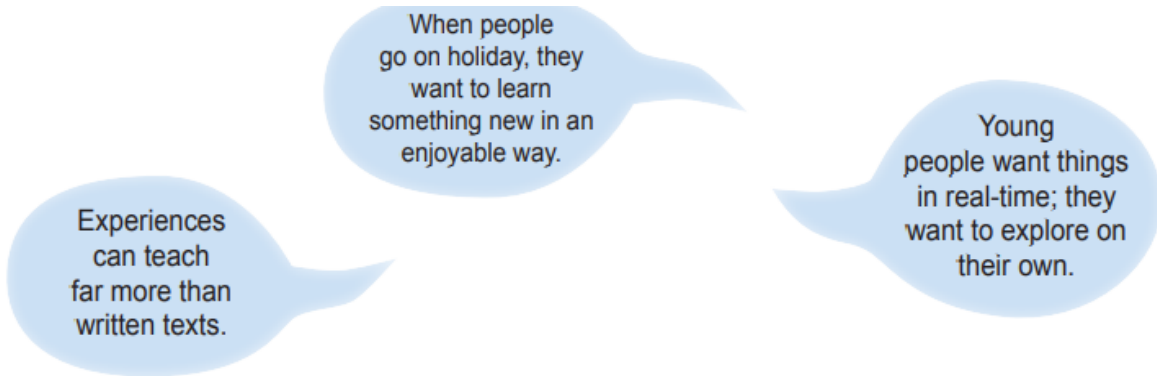 When people
go on holiday, they
want to learn
something new in an
enjoyable way.
Young
people want things
in real-time; they
want to explore on
their own.
Experiences
can teach
far more than
written texts.